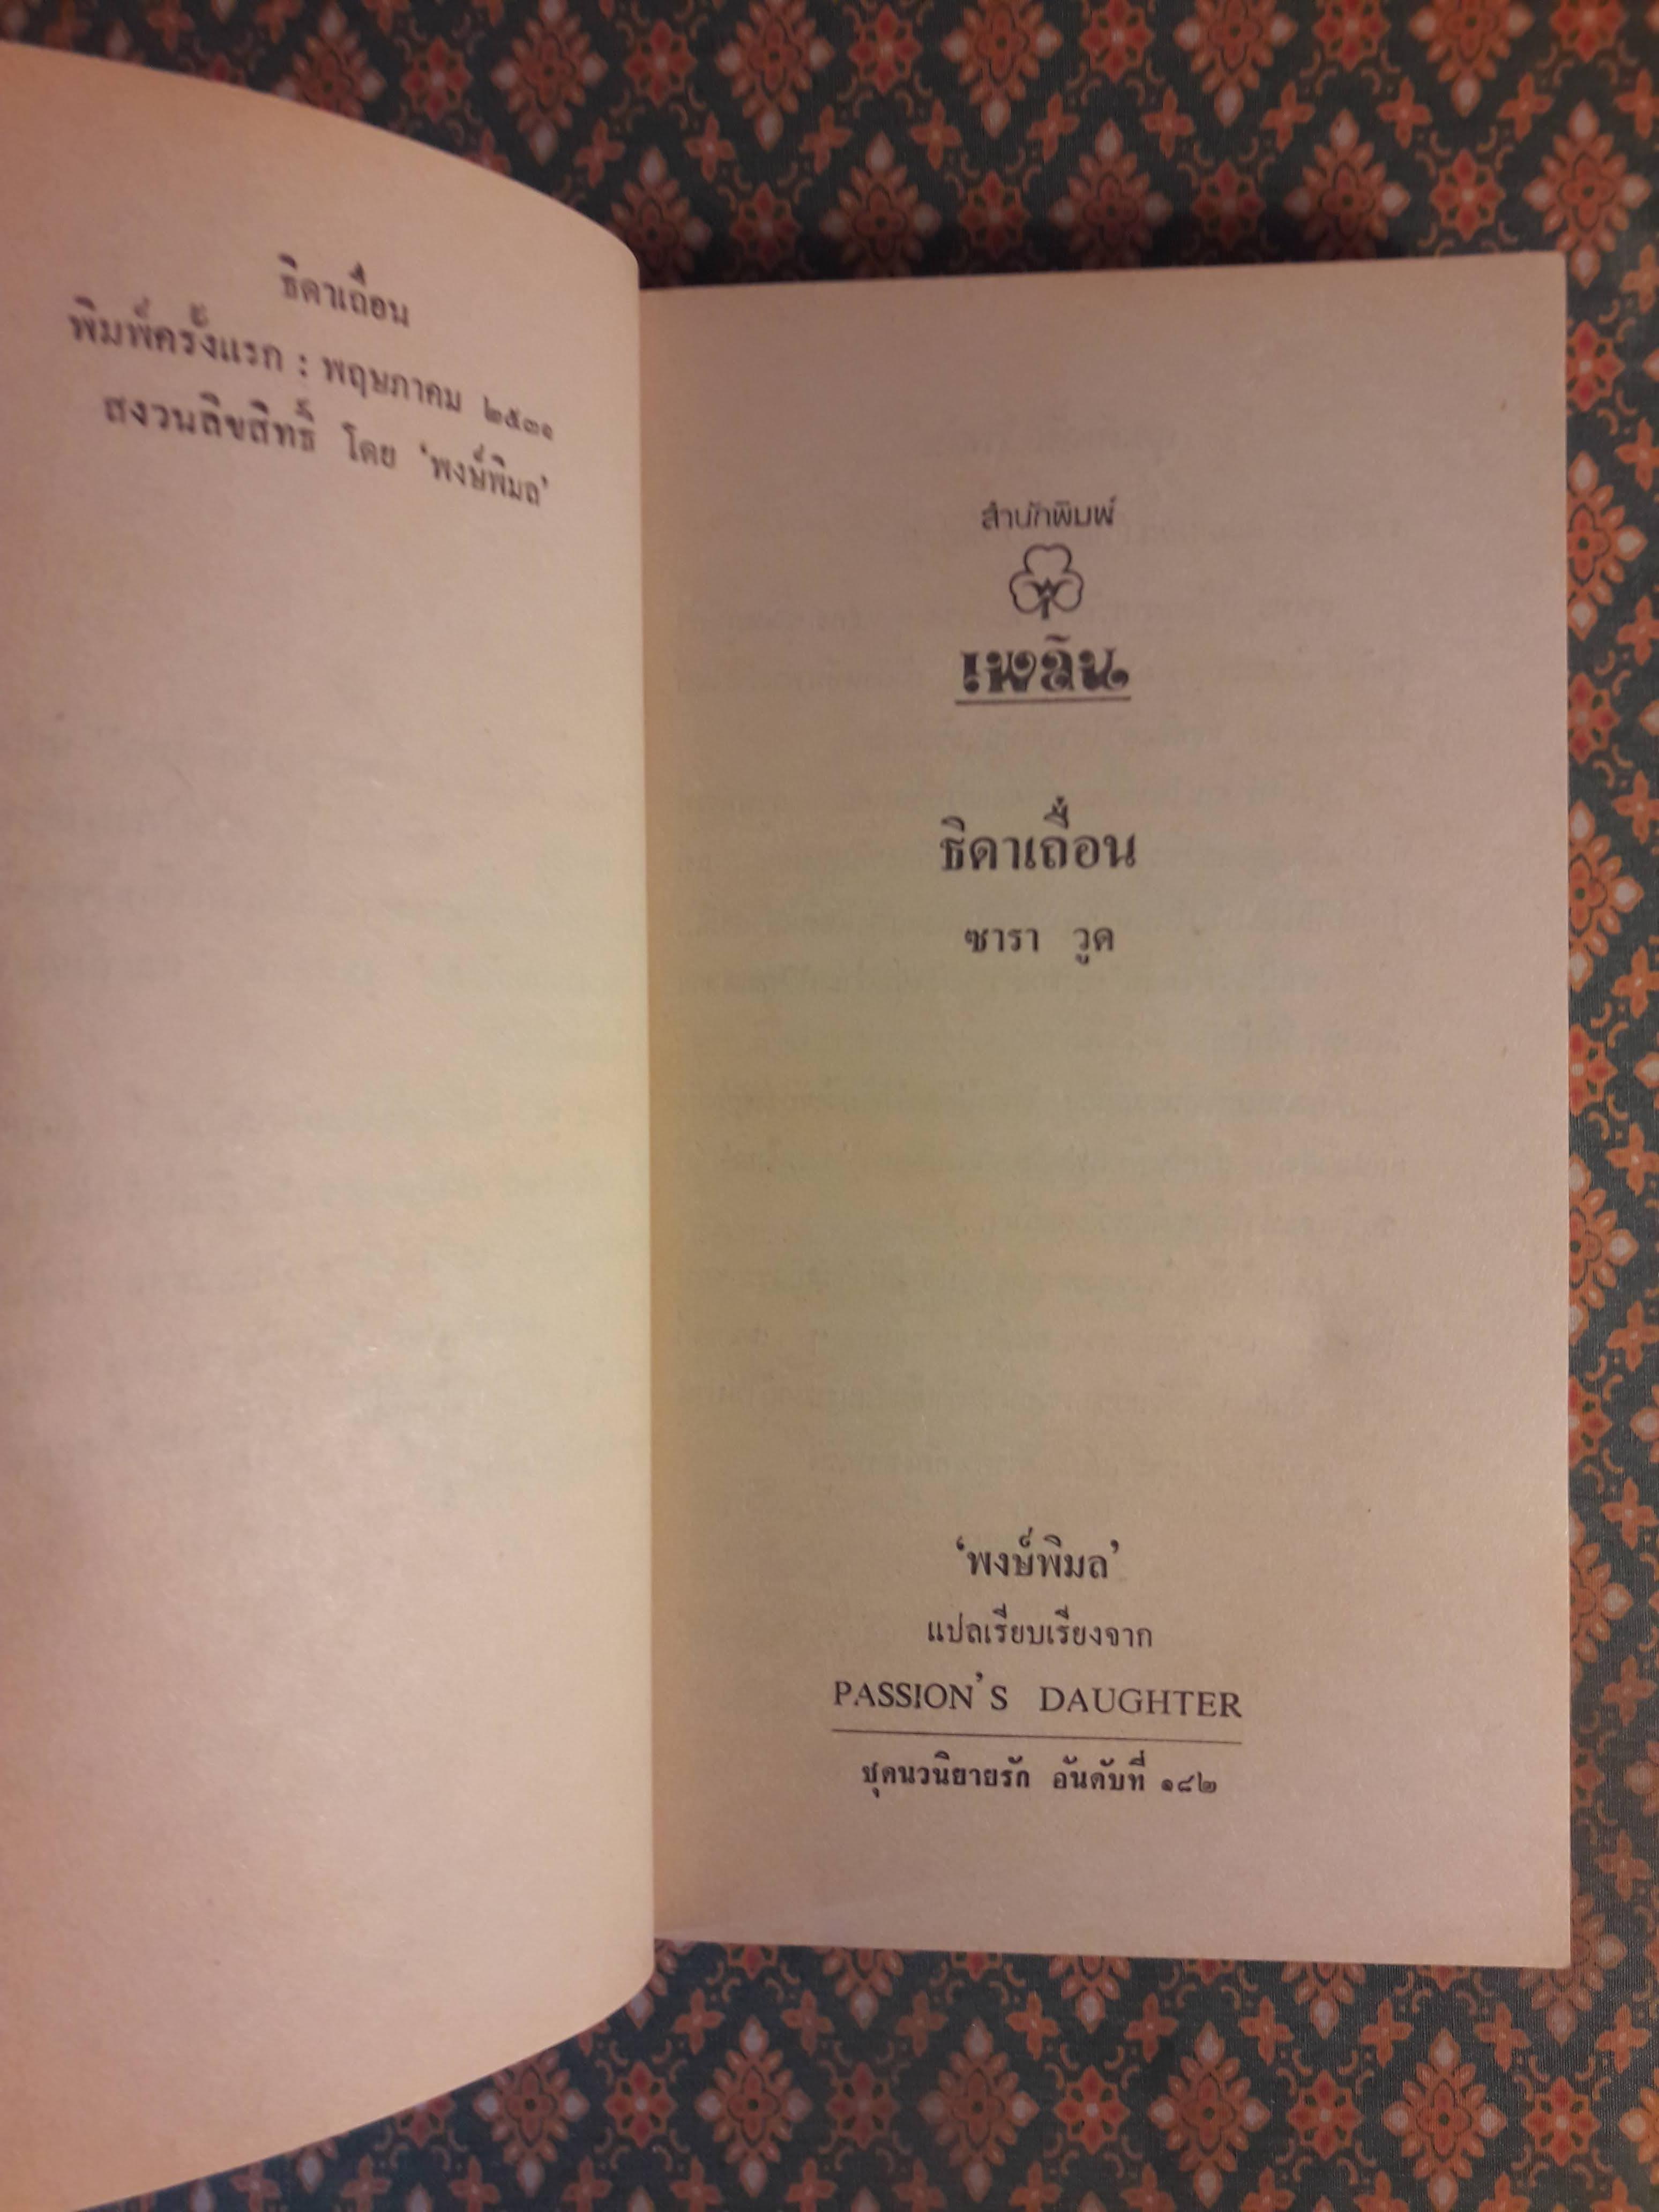 ธิดาเถื่อน
พิมพ์ครั้งแรก : พฤษภาคม ๒๕๓๑
สงวนลิขสิทธิ์ โดย ‘พงษ์พิมล’
สำนักพิมพ์
เพลิน
ธิดาเถื่อน
ซารา วูด
‘พงษ์พิมล’
แปลเรียบเรียงจาก
PASSION'S DAUGHTER
ชุดนวนิยายรัก อันดับที่ ๑๘๒